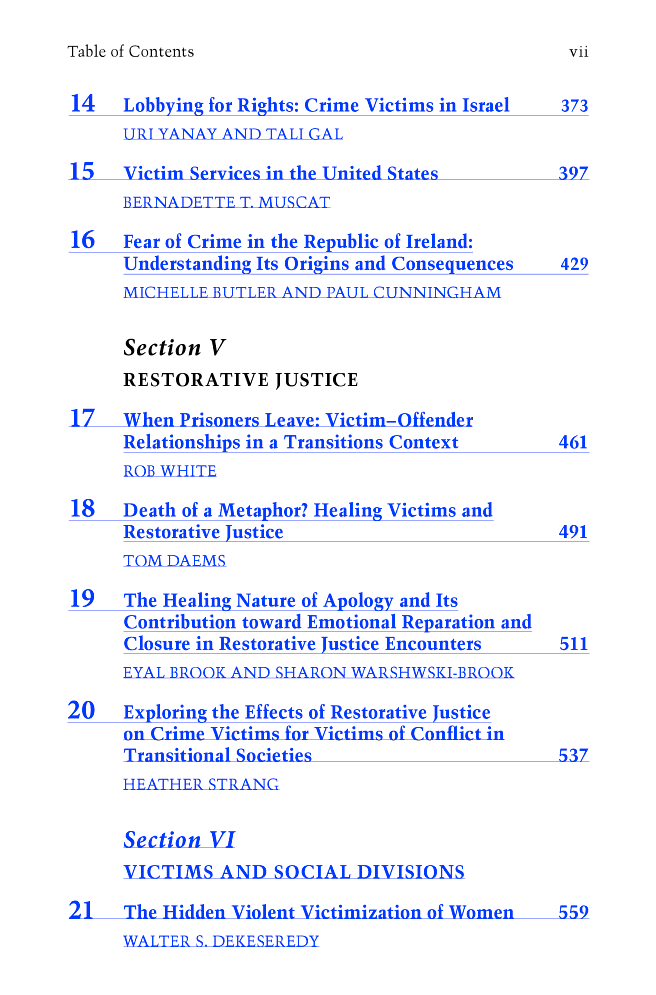 Table of Contents vii
14 Lobbying for Rights: Crime Victims in Israel 373
URI YANAY AND TALI GAL
15 Victim Services in the United States 397
BERNADETTE T. MUSCAT
16 Fear of Crime in the Republic of Ireland:
Understanding Its Origins and Consequences 429
MICHELLE BUTLER AND PAUL CUNNINGHAM
Section V
RESTORATIVE JUSTICE
17 When Prisoners Leave: Victim–Offender
Relationships in a Transitions Context 461
ROB WHITE
18 Death of a Metaphor? Healing Victims and
Restorative Justice 491
TOM DAEMS
19 The Healing Nature of Apology and Its
Contribution toward Emotional Reparation and
Closure in Restorative Justice Encounters 511
EYAL BROOK AND SHARON WARSHWSKI-BROOK
20 Exploring the Effects of Restorative Justice
on Crime Victims for Victims of Conflict in
Transitional Societies 537
HEATHER STRANG
Section VI
VICTIMS AND SOCIAL DIVISIONS
21 The Hidden Violent Victimization of Women 559
WALTER S. DEKESEREDY